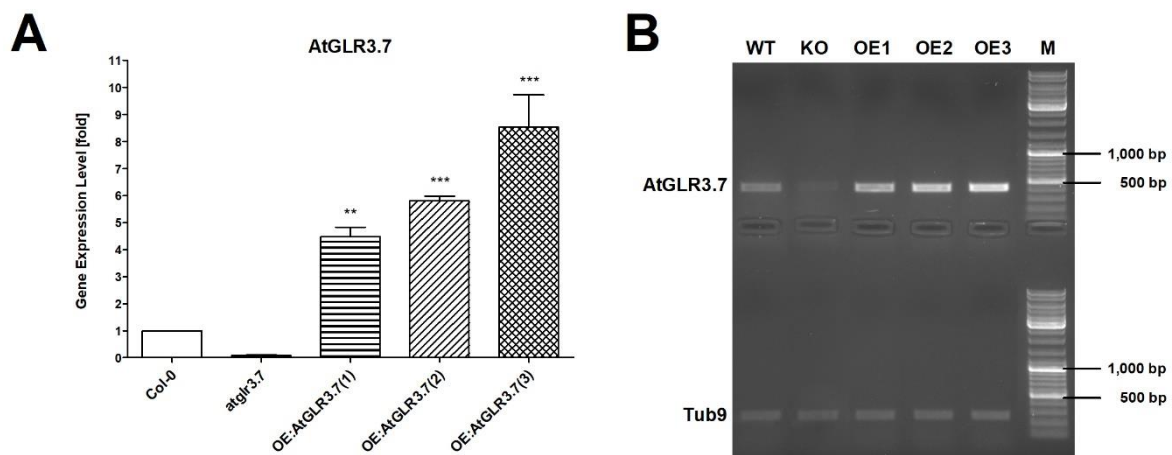 A
AtGLR3.7
Gene Expression Level [fold]
11
10
9
8
7
6
5
4
3
2
1
0
**
***
***
Col-0
atglr3.7
OE:AtGLR3.7(1)
OE:AtGLR3.7(2)
OE:AtGLR3.7(3)
B
WT KO OE1 OE2 OE3 M
AtGLR3.7
1,000 bp
500 bp
1,000 bp
500 bp
Tub9